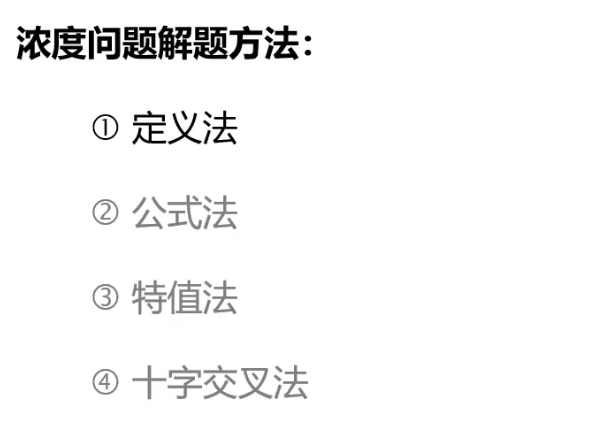 浓度问题解题方法：
① 定义法
② 公式法
③ 特值法
④ 十字交叉法